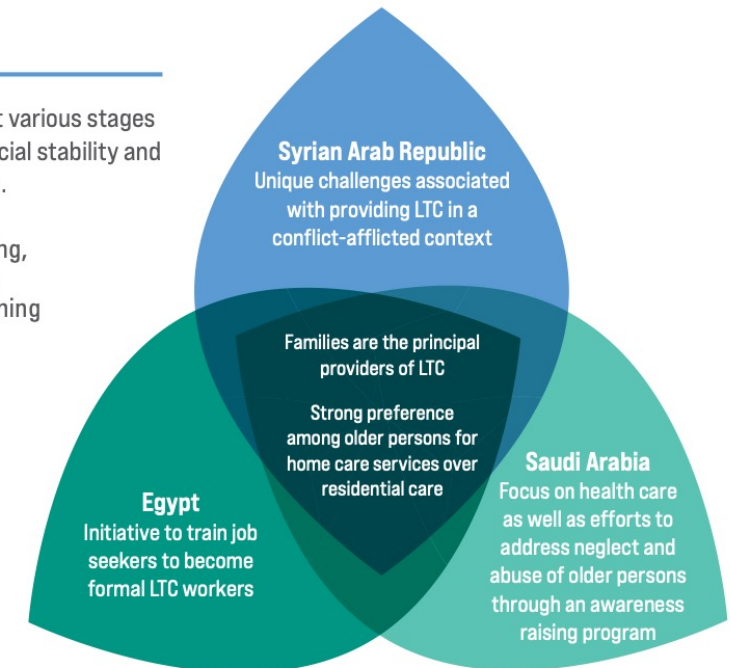 t various stages
cial stability and
.
ng,
ning
Syrian Arab Republic
Unique challenges associated
with providing LTC in a
conflict-afflicted context
Families are the principal
providers of LTC
Strong preference
among older persons for
home care services over
residential care
Egypt
Initiative to train job
seekers to become
formal LTC workers
Saudi Arabia
Focus on health care
as well as efforts to
address neglect and
abuse of older persons
through an awareness
raising program